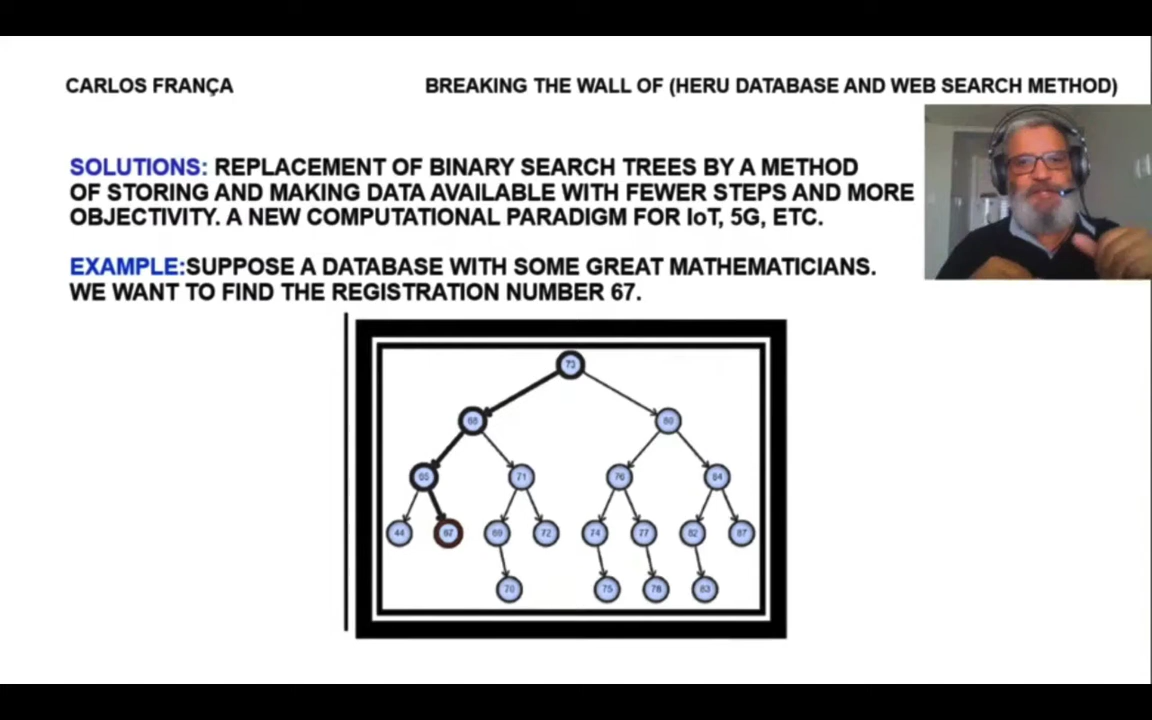 CARLOS FRANÇA
BREAKING THE WALL OF (HERU DATABASE AND WEB SEARCH METHOD)
SOLUTIONS: REPLACEMENT OF BINARY SEARCH TREES BY A METHOD
OF STORING AND MAKING DATA AVAILABLE WITH FEWER STEPS AND MORE
OBJECTIVITY. A NEW COMPUTATIONAL PARADIGM FOR IoT, 5G, ETC.
EXAMPLE:SUPPOSE A DATABASE WITH SOME GREAT MATHEMATICIANS.
WE WANT TO FIND THE REGISTRATION NUMBER 67.
73
68 80
65 71 76 84
44 67 69 72 74 77 82 87
70 75 78 83